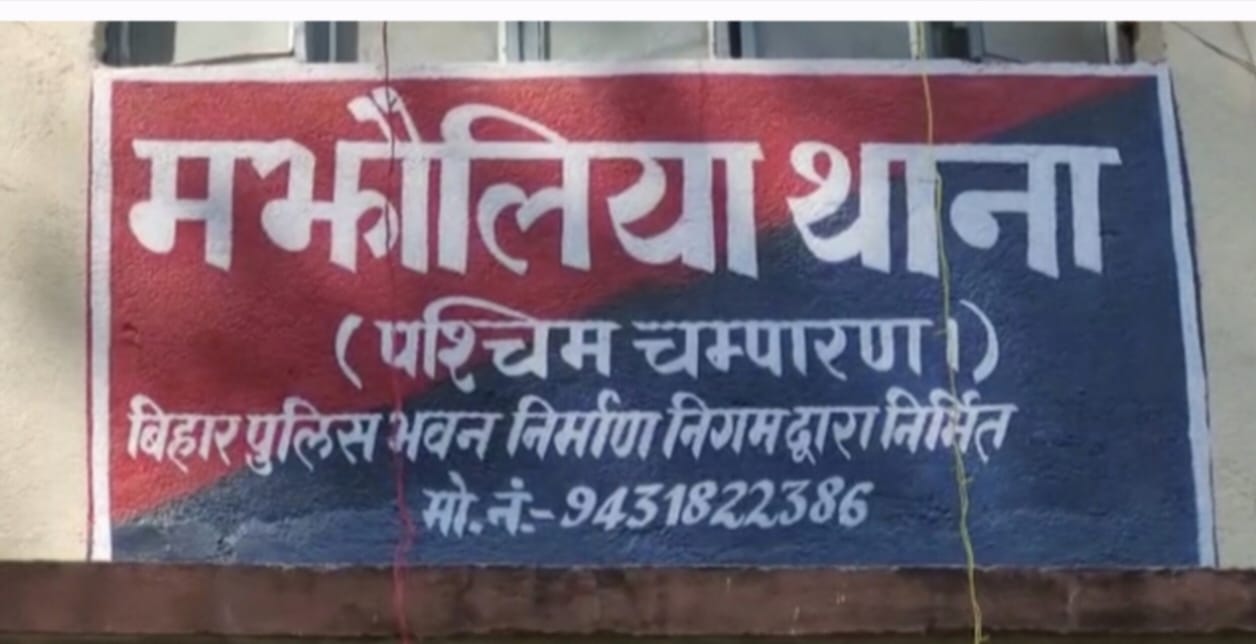 मझौलिया थाना
(पश्चिम चम्पारण।)
बिहार पुलिस भवन निर्माण निगम द्वारा निर्मित
मो. नं:- 9431822386